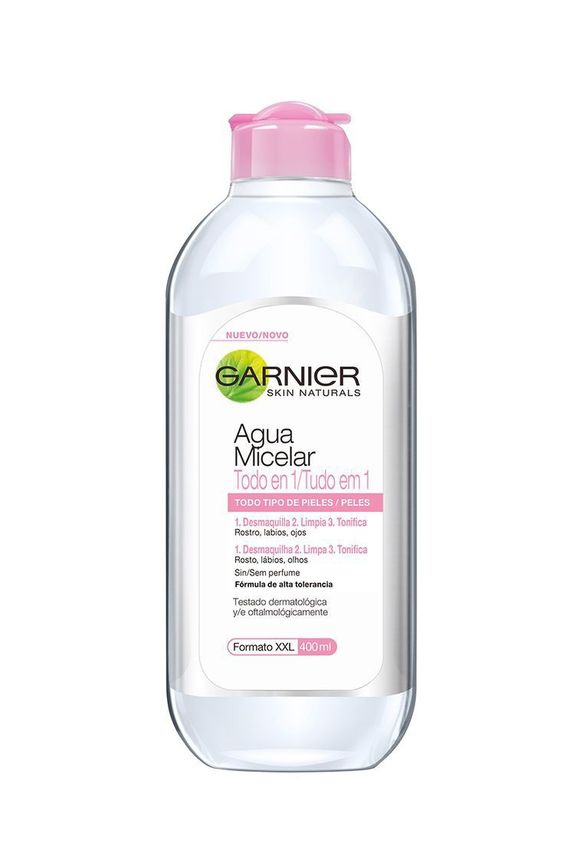 NUEVO/NOVO
GARNIER
SKIN NATURALS
Agua
Micelar
Todo en 1/Tudo em 1
TODO TIPO DE PIELES / PELES
1. Desmaquilla 2. Limpia 3. Tonifica
Rostro, labios, ojos
1. Desmaquilha 2. Limpa 3. Tonifica
Rosto, lábios, olhos
Sin/Sem perfume
Fórmula de alta tolerancia
Testado dermatológica
y/e oftalmológicamente
Formato XXL 400 ml